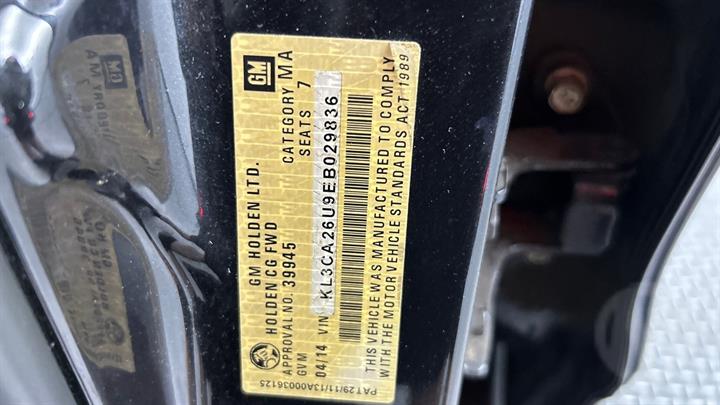 GM
GM HOLDEN LTD.
HOLDEN CG FWD
APPROVAL NO. 39945
CATEGORY MA
GVM
SEATS 7
04/14 VIN KL3CA26U9EB029836
THIS VEHICLE WAS MANUFACTURED TO COMPLY
WITH THE MOTOR VEHICLE STANDARDS ACT 1989
PAT29/11/13A00036125